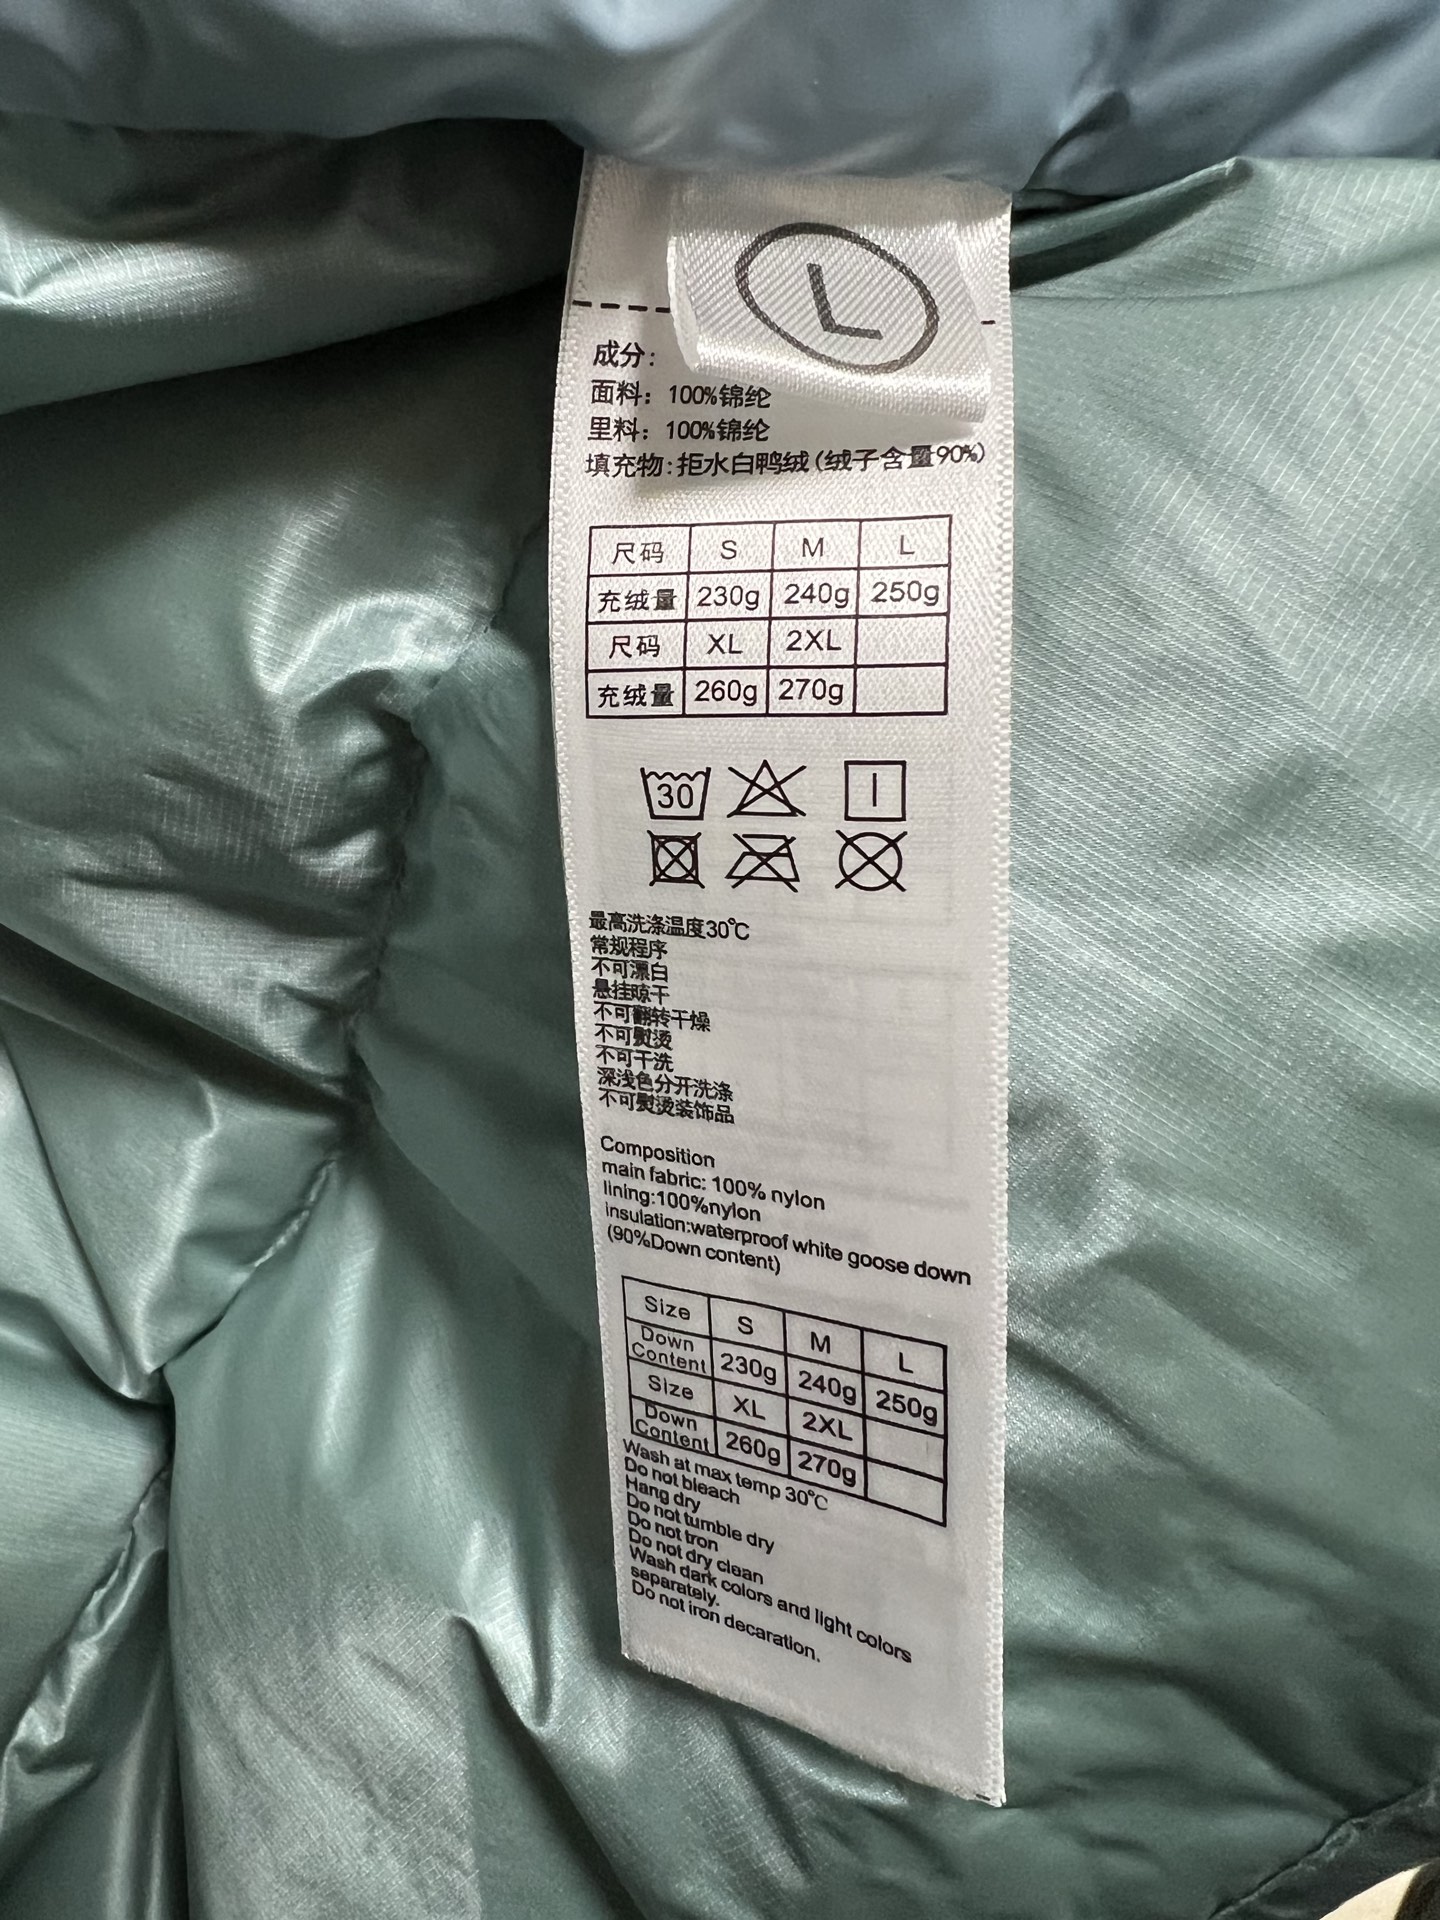 L
成分：
面料：100%锦纶
里料：100%锦纶
填充物：拒水白鸭绒（绒子含量90%）
尺码 S M L
充绒量 230g 240g 250g
尺码 XL 2XL
充绒量 260g 270g
30
最高洗涤温度30℃
常规程序
不可漂白
悬挂晾干
不可翻转干燥
不可熨烫
不可干洗
深浅色分开洗涤
不可熨烫装饰品
Composition
main fabric: 100% nylon
lining:100%nylon
insulation:waterproof white goose down
(90%Down content)
Size S M L
Down Content 230g 240g 250g
Size XL 2XL
Down Content 260g 270g
Wash at max temp 30℃
Do not bleach
Hang dry
Do not tumble dry
Do not tron
Do not dry clean
Wash dark colors and light colors
separately.
Do not iron decaration.